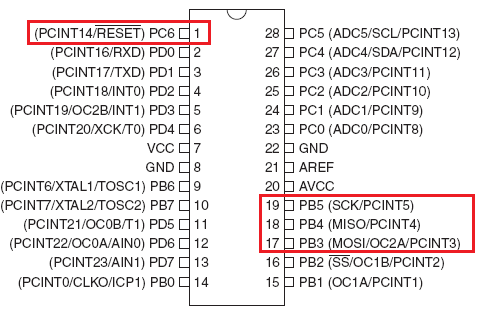 (PCINT14/RESET) PC6 1 28 PC5 (ADC5/SCL/PCINT13)
(PCINT16/RXD) PD0 2 27 PC4 (ADC4/SDA/PCINT12)
(PCINT17/TXD) PD1 3 26 PC3 (ADC3/PCINT11)
(PCINT18/INT0) PD2 4 25 PC2 (ADC2/PCINT10)
(PCINT19/OC2B/INT1) PD3 5 24 PC1 (ADC1/PCINT9)
(PCINT20/XCK/T0) PD4 6 23 PC0 (ADC0/PCINT8)
VCC 7 22 GND
GND 8 21 AREF
(PCINT6/XTAL1/TOSC1) PB6 9 20 AVCC
(PCINT7/XTAL2/TOSC2) PB7 10 19 PB5 (SCK/PCINT5)
(PCINT21/OC0B/T1) PD5 11 18 PB4 (MISO/PCINT4)
(PCINT22/OC0A/AIN0) PD6 12 17 PB3 (MOSI/OC2A/PCINT3)
(PCINT23/AIN1) PD7 13 16 PB2 (SS/OC1B/PCINT2)
(PCINT0/CLKO/ICP1) PB0 14 15 PB1 (OC1A/PCINT1)